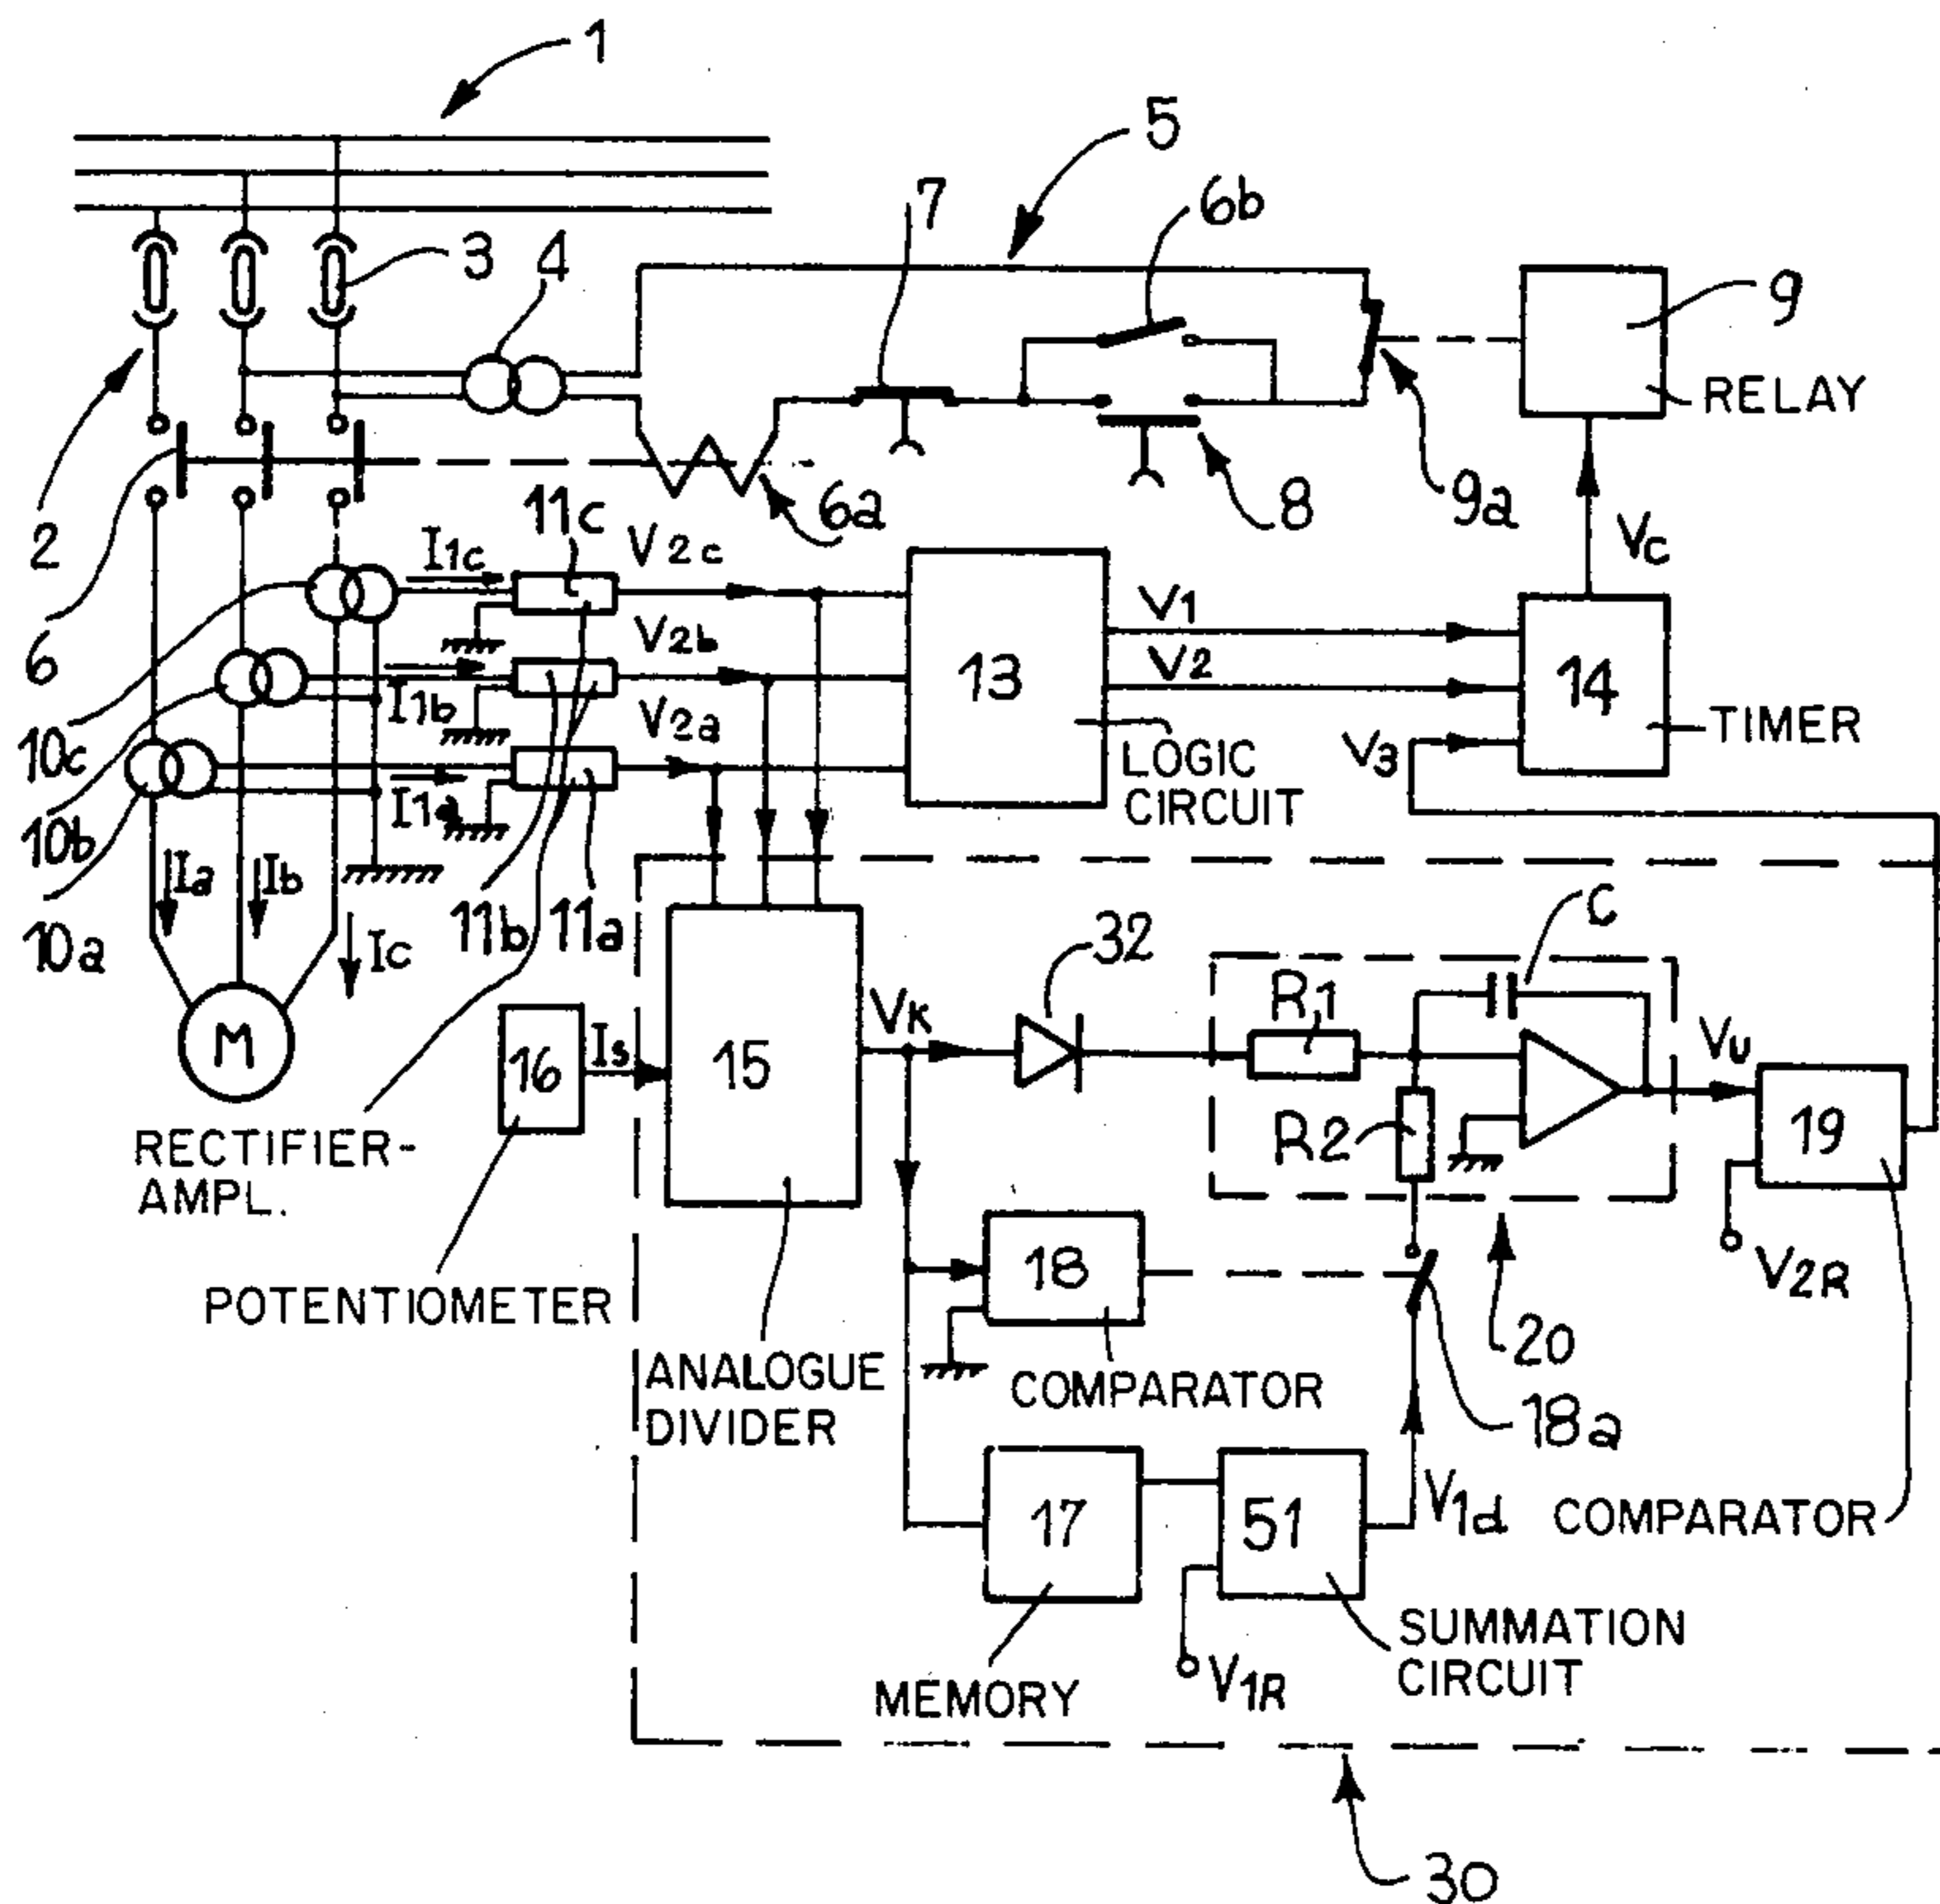 1
5
7
6b
3
4
9
RELAY
2
11c
6a
8
9a
I1c
V2c
Vc
6
V2b
V1
13
V2
14
I1b
V2a
TIMER
10c
V3
LOGIC
CIRCUIT
I1a
10b
Ia
Ib
11b
11a
C
10a
Ic
32
R1
Vk
Vu
16
Is
15
M
R2
19
RECTIFIER-
AMPL.
18
V2R
POTENTIOMETER
20
ANALOGUE
DIVIDER
COMPARATOR
18a
17
51
V1d
COMPARATOR
SUMMATION
CIRCUIT
MEMORY
V1R
30